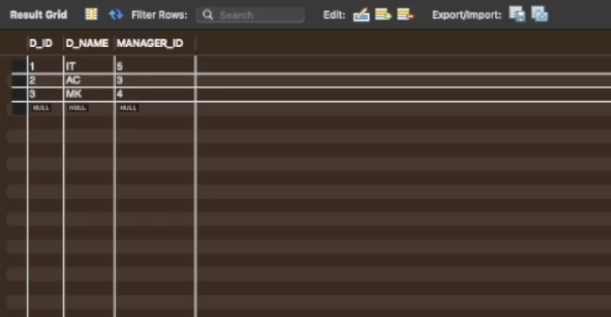 Result Grid Filter Rows: Search Edit: Export/Import:
D_ID D_NAME MANAGER_ID
1 IT 5
2 AC 3
3 MK 4
NULL NULL NULL